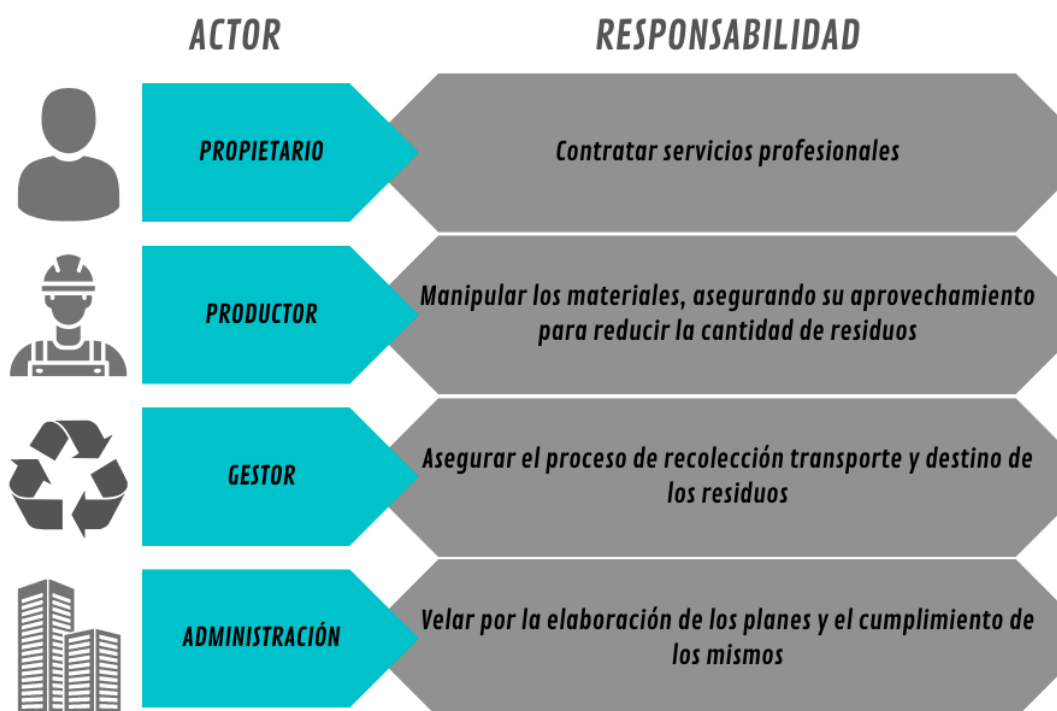 ACTOR
RESPONSABILIDAD
PROPIETARIO
Contratar servicios profesionales
PRODUCTOR
Manipular los materiales, asegurando su aprovechamiento
para reducir la cantidad de residuos
GESTOR
Asegurar el proceso de recolección transporte y destino de
los residuos
ADMINISTRACIÓN
Velar por la elaboración de los planes y el cumplimiento de
los mismos